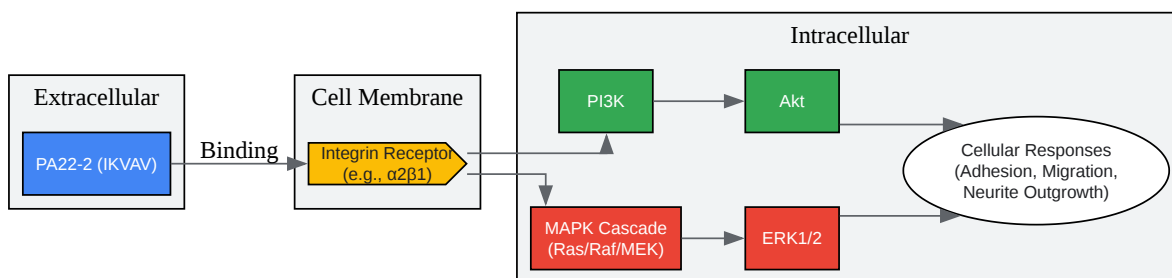 Extracellular
PA22-2 (IKVAV)
Binding
Cell Membrane
Integrin Receptor
(e.g., α2β1)
Intracellular
PI3K
Akt
MAPK Cascade
(Ras/Raf/MEK)
ERK1/2
Cellular Responses
(Adhesion, Migration,
Neurite Outgrowth)